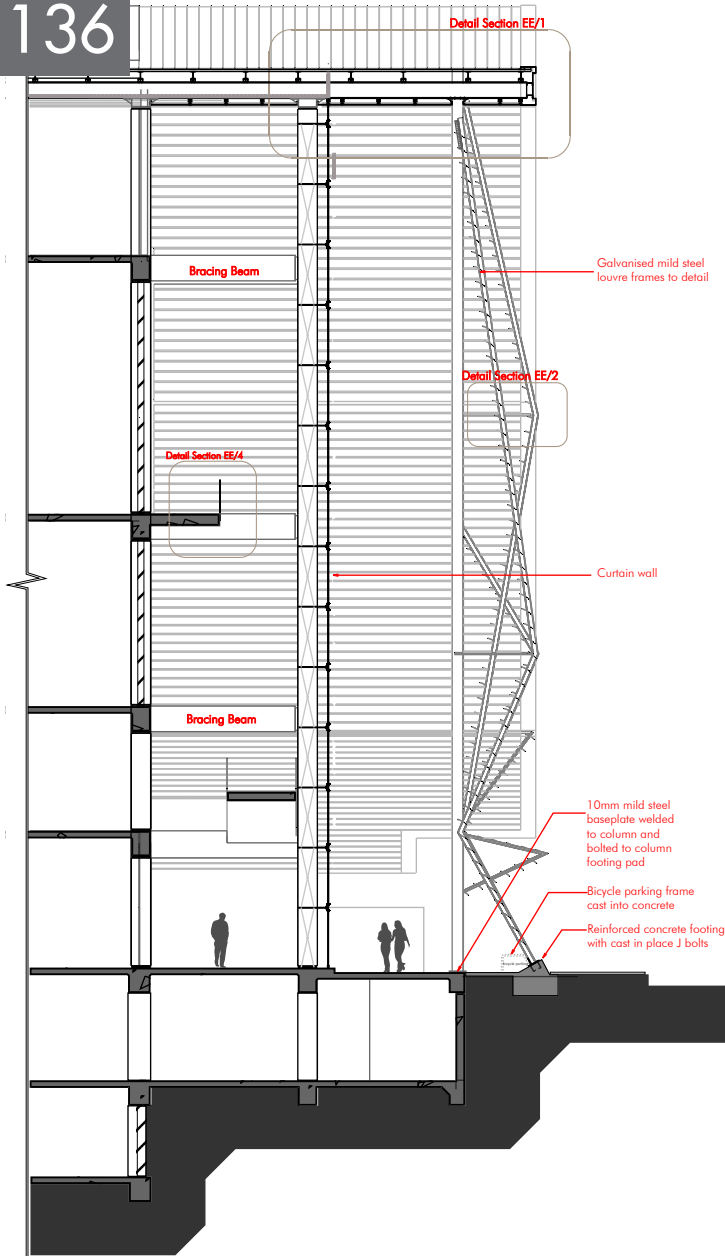 136
Detail Section EE/1
Bracing Beam
Galvanised mild steel
louvre frames to detail
Detail Section EE/2
Detail Section EE/4
Curtain wall
Bracing Beam
10mm mild steel
baseplate welded
to column and
bolted to column
footing pad
Bicycle parking frame
cast into concrete
Reinforced concrete footing
with cast in place J bolts